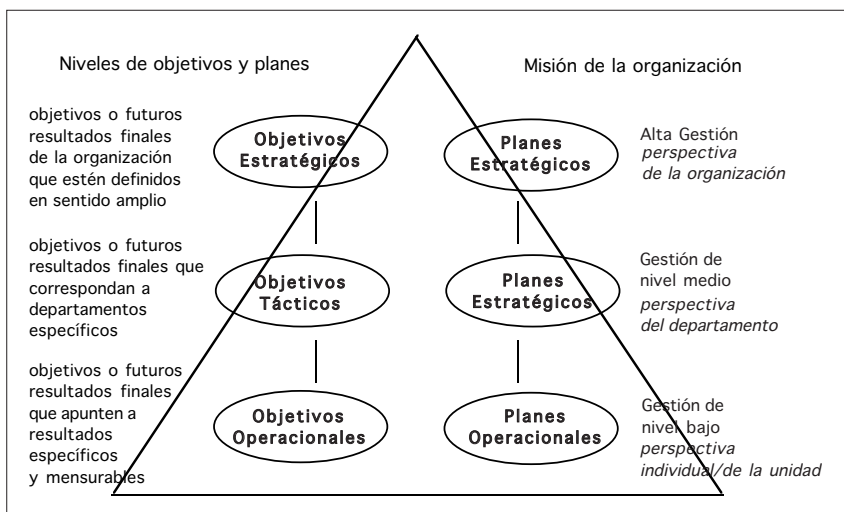 Niveles de objetivos y planes
Misión de la organización
objetivos o futuros
resultados finales
de la organización
que estén definidos
en sentido amplio
Objetivos
Estratégicos
Planes
Estratégicos
Alta Gestión
perspectiva
de la organización
objetivos o futuros
resultados finales que
correspondan a
departamentos
específicos
Objetivos
Tácticos
Planes
Estratégicos
Gestión de
nivel medio
perspectiva
del departamento
objetivos o futuros
resultados finales
que apunten a
resultados
específicos
y mensurables
Objetivos
Operacionales
Planes
Operacionales
Gestión de
nivel bajo
perspectiva
individual/de la unidad